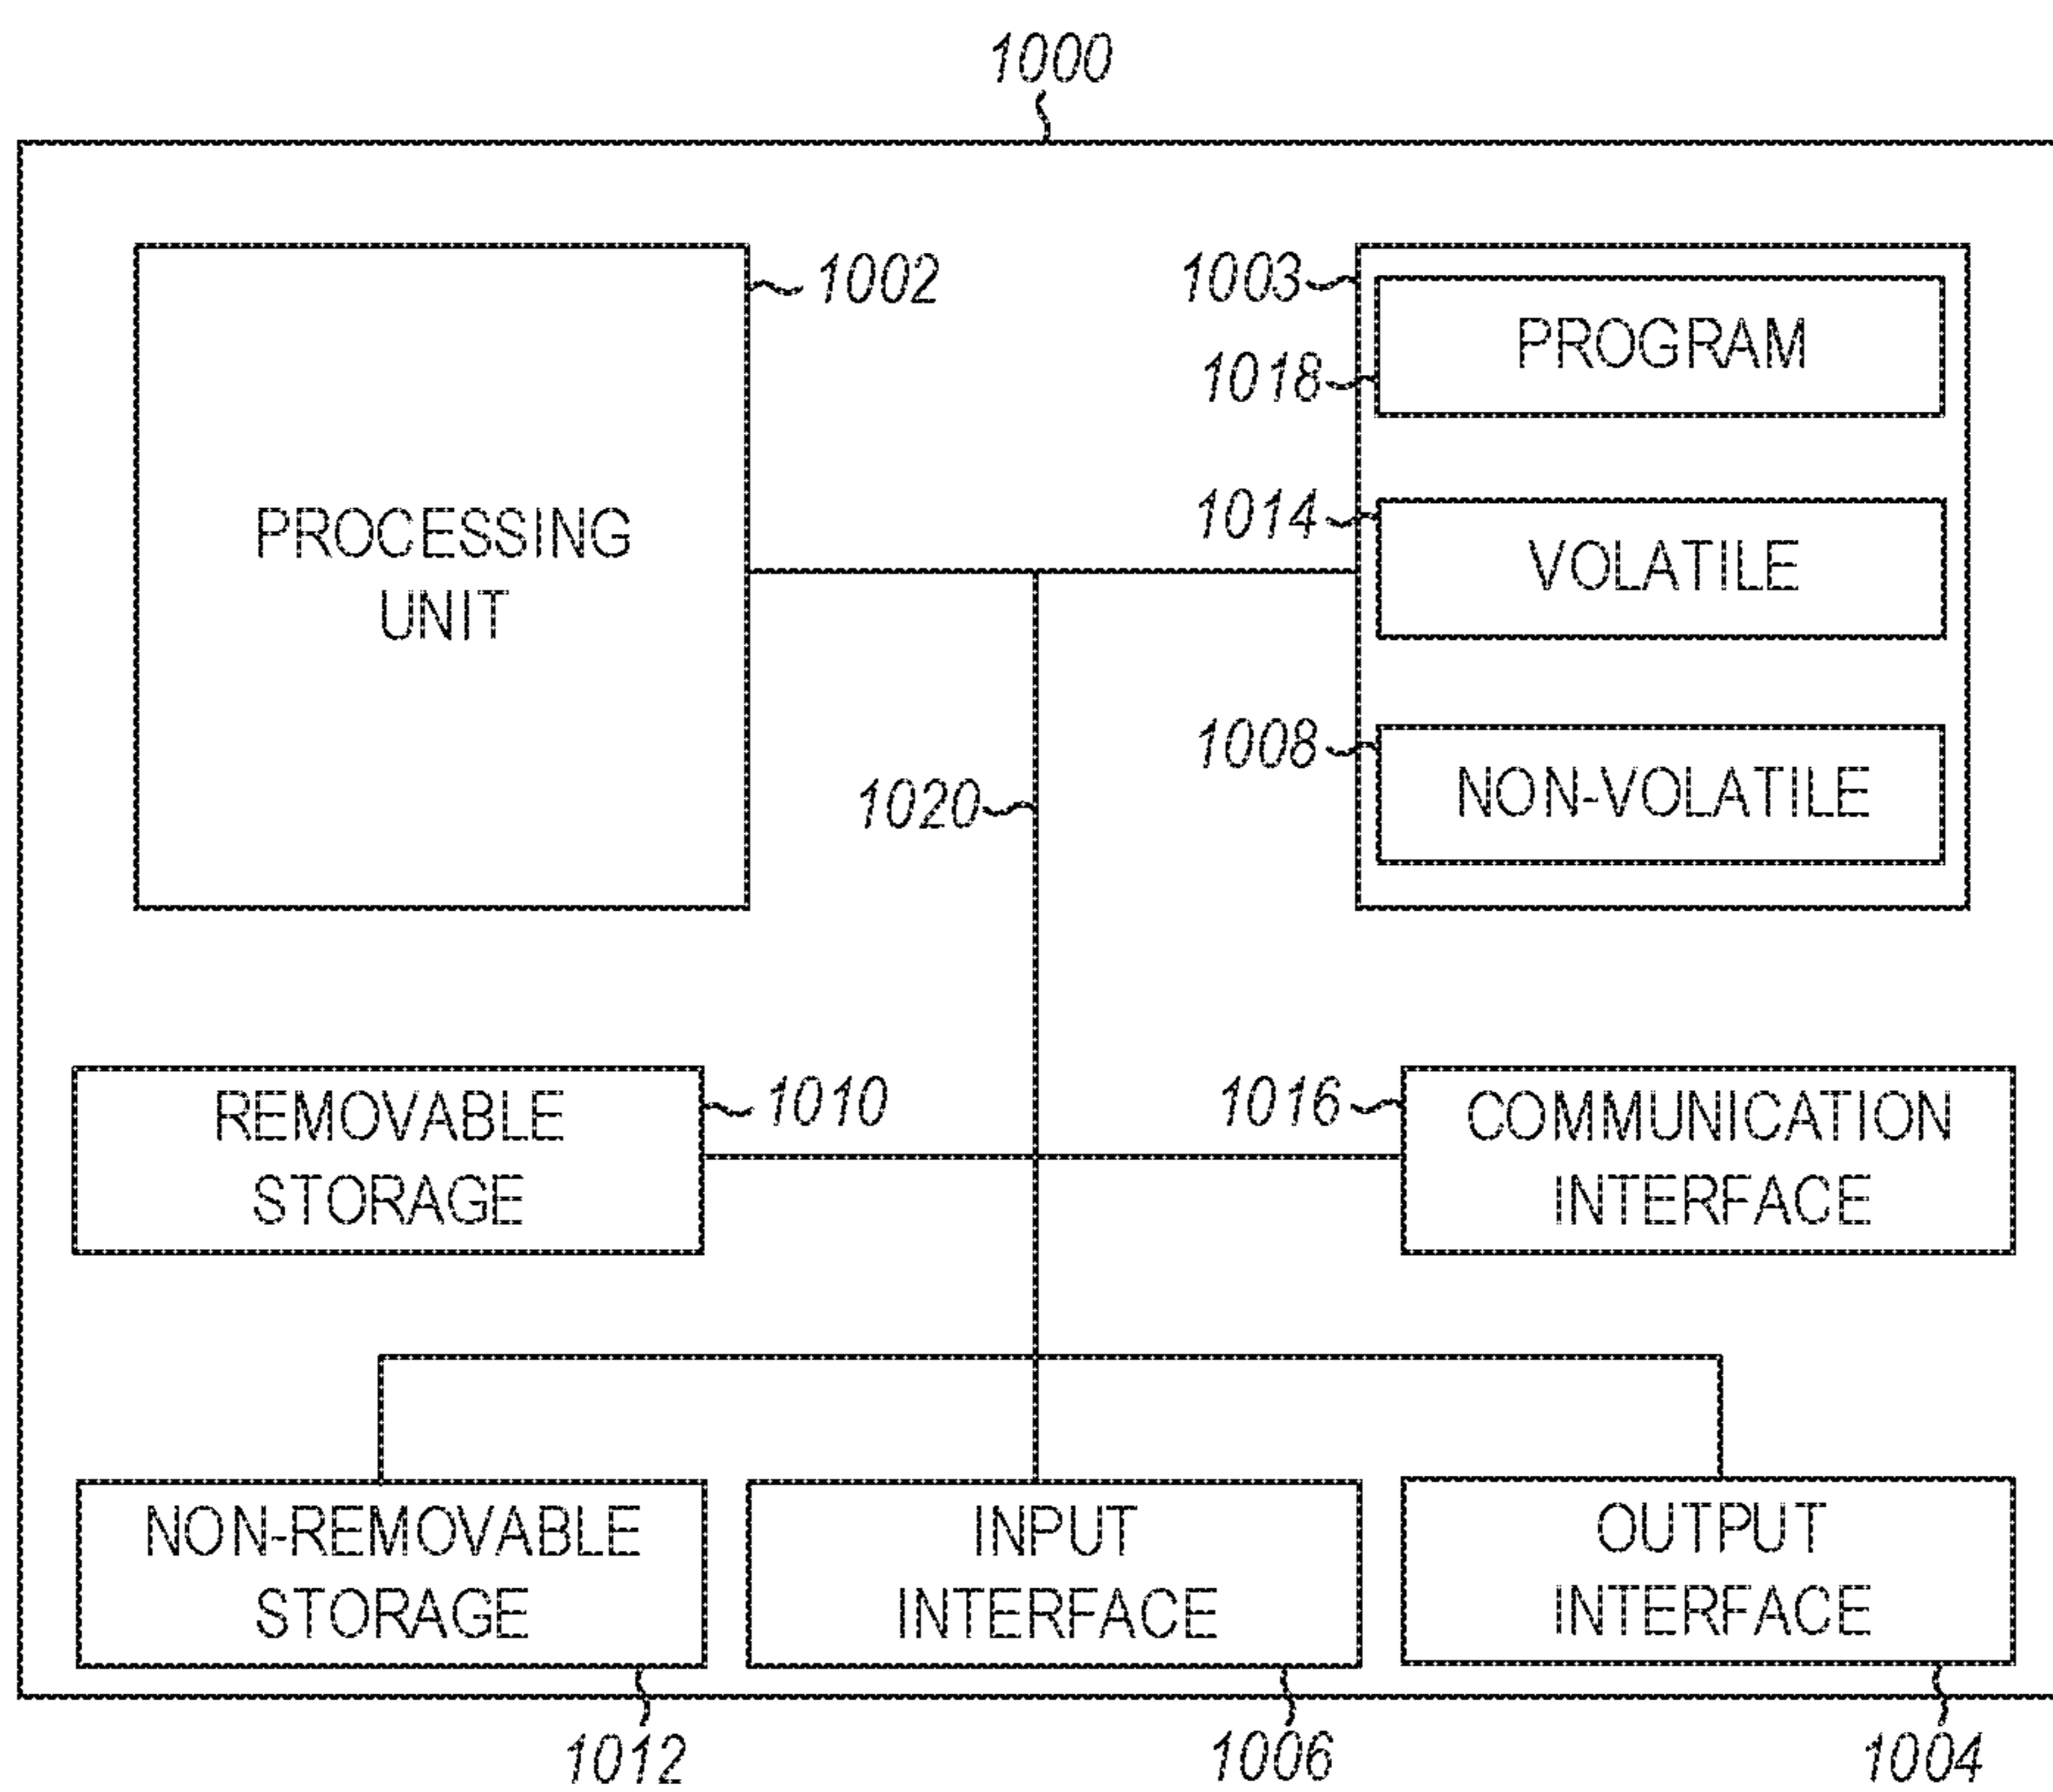 1000
1002
1003
PROGRAM
1018
PROCESSING
UNIT
1014
VOLATILE
1008
NON-VOLATILE
1020
REMOVABLE
STORAGE
1010
1016
COMMUNICATION
INTERFACE
NON-REMOVABLE
STORAGE
INPUT
INTERFACE
OUTPUT
INTERFACE
1012
1006
1004